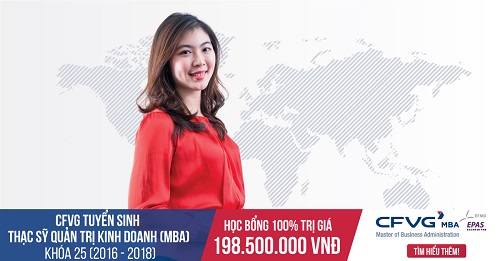 CFVG TUYỂN SINH
THẠC SỸ QUẢN TRỊ KINH DOANH (MBA)
KHÓA 25 (2016 - 2018)
HỌC BỔNG 100% TRỊ GIÁ
198.500.000 VNĐ
CFVG MBA
Master of Business Administration
EFMD
EPAS
TÌM HIỂU THÊM!